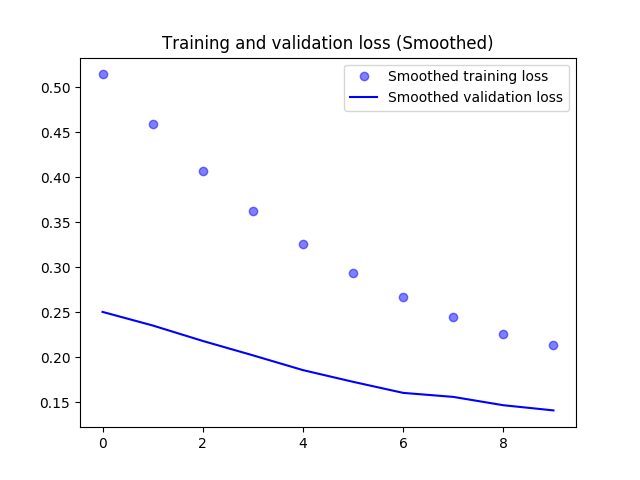 Training and validation loss (Smoothed)
Smoothed training loss
Smoothed validation loss
0.50
0.45
0.40
0.35
0.30
0.25
0.20
0.15
0 2 4 6 8